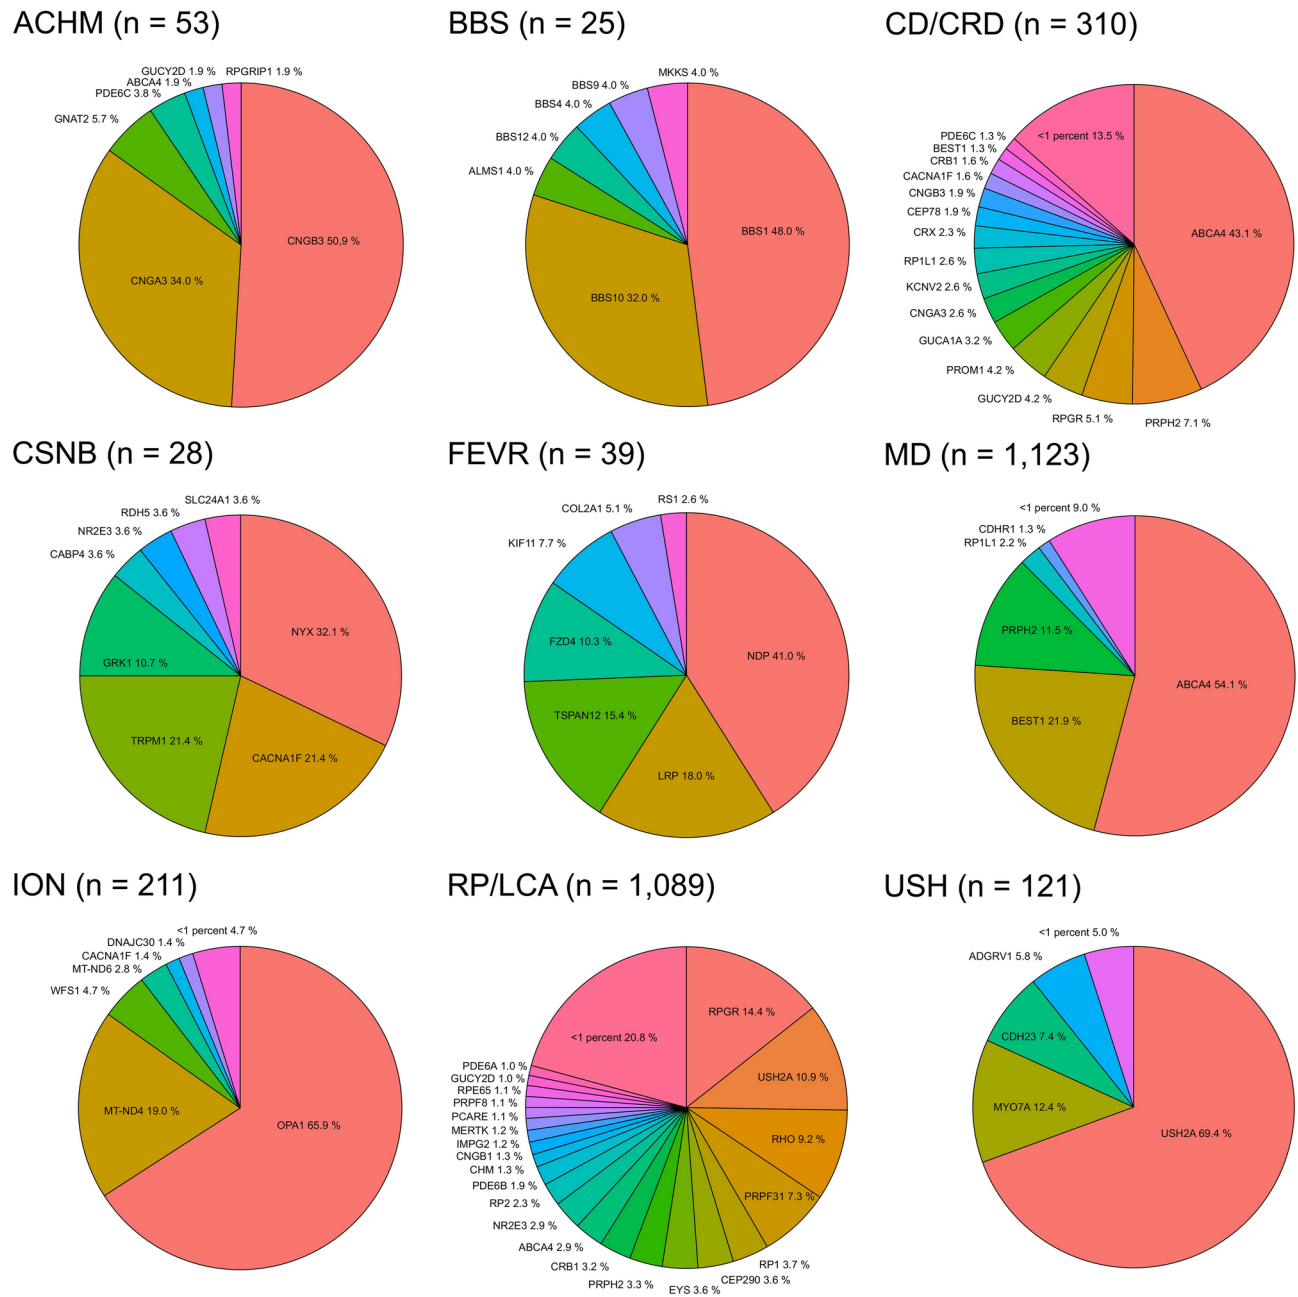 ACHM (n = 53)
GUCY2D 1.9 %
RPGRIP1 1.9 %
ABCA4 1.9 %
PDE6C 3.8 %
GNAT2 5.7 %
CNGB3 50,9 %
CNGA3 34.0 %
BBS (n = 25)
MKKS 4.0 %
BBS9 4.0 %
BBS4 4.0 %
BBS12 4.0 %
ALMS1 4.0 %
BBS1 48.0 %
BBS10 32.0 %
CD/CRD (n = 310)
<1 percent 13.5 %
PDE6C 1.3 %
BEST1 1.3 %
CRB1 1.6 %
CACNA1F 1.6 %
CNGB3 1.9 %
CEP78 1.9 %
CRX 2.3 %
ABCA4 43.1 %
RP1L1 2.6 %
KCNV2 2.6 %
CNGA3 2.6 %
GUCA1A 3.2 %
PROM1 4.2 %
GUCY2D 4.2 %
RPGR 5.1 %
PRPH2 7.1 %
CSNB (n = 28)
SLC24A1 3.6 %
RDH5 3.6 %
NR2E3 3.6 %
CABP4 3.6 %
NYX 32.1 %
GRK1 10.7 %
TRPM1 21.4 %
CACNA1F 21.4 %
FEVR (n = 39)
RS1 2.6 %
COL2A1 5.1 %
KIF11 7.7 %
FZD4 10.3 %
NDP 41.0 %
TSPAN12 15.4 %
LRP 18.0 %
MD (n = 1,123)
<1 percent 9.0 %
CDHR1 1.3 %
RP1L1 2.2 %
PRPH2 11.5 %
ABCA4 54.1 %
BEST1 21.9 %
ION (n = 211)
<1 percent 4.7 %
DNAJC30 1.4 %
CACNA1F 1.4 %
MT-ND6 2.8 %
WFS1 4.7 %
MT-ND4 19.0 %
OPA1 65.9 %
RP/LCA (n = 1,089)
RPGR 14.4 %
<1 percent 20.8 %
PDE6A 1.0 %
GUCY2D 1.0 %
USH2A 10.9 %
RPE65 1.1 %
PRPF8 1.1 %
PCARE 1.1 %
MERTK 1.2 %
RHO 9.2 %
IMPG2 1.2 %
CNGB1 1.3 %
CHM 1.3 %
PDE6B 1.9 %
PRPF31 7.3 %
RP2 2.3 %
NR2E3 2.9 %
ABCA4 2.9 %
CRB1 3.2 %
RP1 3.7 %
PRPH2 3.3 %
CEP290 3.6 %
EYS 3.6 %
USH (n = 121)
<1 percent 5.0 %
ADGRV1 5.8 %
CDH23 7.4 %
MYO7A 12.4 %
USH2A 69.4 %